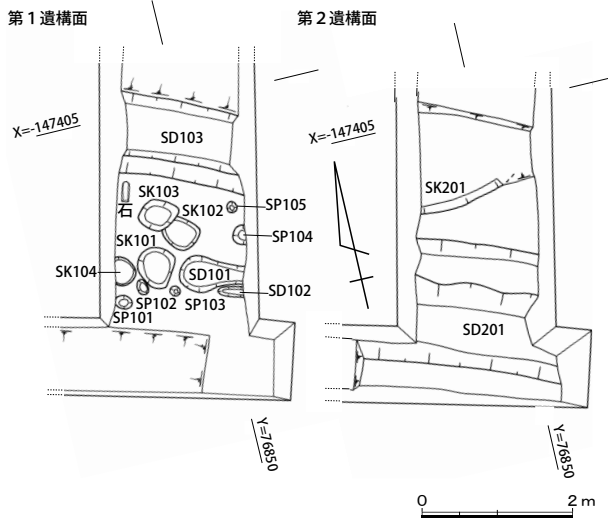 第1遺構面
第2遺構面
X=-147405
SD103
SK103
石
SK102
SP105
SP104
SK101
SK104
SD101
SD102
SP102
SP103
SP101
Y=76850
X=-147405
SK201
SD201
Y=76850
0
2 m